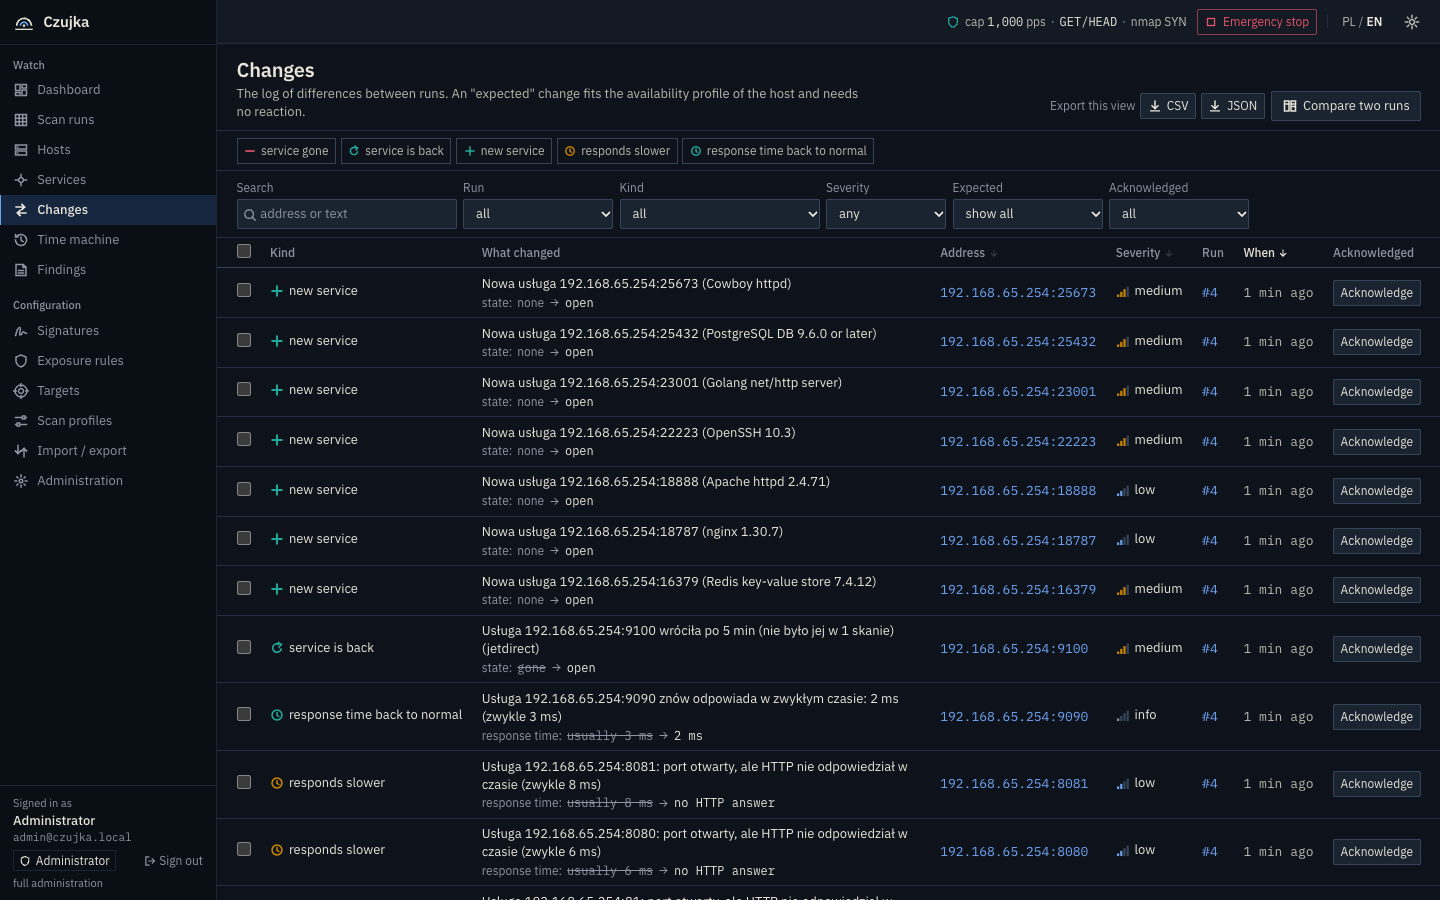 Czujka
cap 1,000 pps · GET/HEAD · nmap SYN
Emergency stop
PL / EN
Watch
Dashboard
Scan runs
Hosts
Services
Changes
Time machine
Findings
Configuration
Signatures
Exposure rules
Targets
Scan profiles
Import / export
Administration
Signed in as
Administrator
admin@czujka.local
Administrator
Sign out
full administration
Changes
The log of differences between runs. An "expected" change fits the availability profile of the host and needs
no reaction.
Export this view
CSV
JSON
Compare two runs
service gone
service is back
new service
responds slower
response time back to normal
Search
Run
Kind
Severity
Expected
Acknowledged
address or text
all
all
any
show all
all
Kind What changed Address ↓ Severity ↓ Run When ↓ Acknowledged
new service Nowa usługa 192.168.65.254:25673 (Cowboy httpd) 192.168.65.254:25673 medium #4 1 min ago Acknowledge
state: none → open
new service Nowa usługa 192.168.65.254:25432 (PostgreSQL DB 9.6.0 or later) 192.168.65.254:25432 medium #4 1 min ago Acknowledge
state: none → open
new service Nowa usługa 192.168.65.254:23001 (Golang net/http server) 192.168.65.254:23001 medium #4 1 min ago Acknowledge
state: none → open
new service Nowa usługa 192.168.65.254:22223 (OpenSSH 10.3) 192.168.65.254:22223 medium #4 1 min ago Acknowledge
state: none → open
new service Nowa usługa 192.168.65.254:18888 (Apache httpd 2.4.71) 192.168.65.254:18888 low #4 1 min ago Acknowledge
state: none → open
new service Nowa usługa 192.168.65.254:18787 (nginx 1.30.7) 192.168.65.254:18787 low #4 1 min ago Acknowledge
state: none → open
new service Nowa usługa 192.168.65.254:16379 (Redis key-value store 7.4.12) 192.168.65.254:16379 medium #4 1 min ago Acknowledge
state: none → open
service is back Usługa 192.168.65.254:9100 wróciła po 5 min (nie było jej w 1 skanie) 192.168.65.254:9100 medium #4 1 min ago Acknowledge
(jetdirect)
state: gone → open
response time back to normal Usługa 192.168.65.254:9090 znów odpowiada w zwykłym czasie: 2 ms 192.168.65.254:9090 info #4 1 min ago Acknowledge
(zwykle 3 ms)
response time: usually 3 ms → 2 ms
responds slower Usługa 192.168.65.254:8081: port otwarty, ale HTTP nie odpowiedział w 192.168.65.254:8081 low #4 1 min ago Acknowledge
czasie (zwykle 8 ms)
response time: usually 8 ms → no HTTP answer
responds slower Usługa 192.168.65.254:8080: port otwarty, ale HTTP nie odpowiedział w 192.168.65.254:8080 low #4 1 min ago Acknowledge
czasie (zwykle 6 ms)
response time: usually 6 ms → no HTTP answer